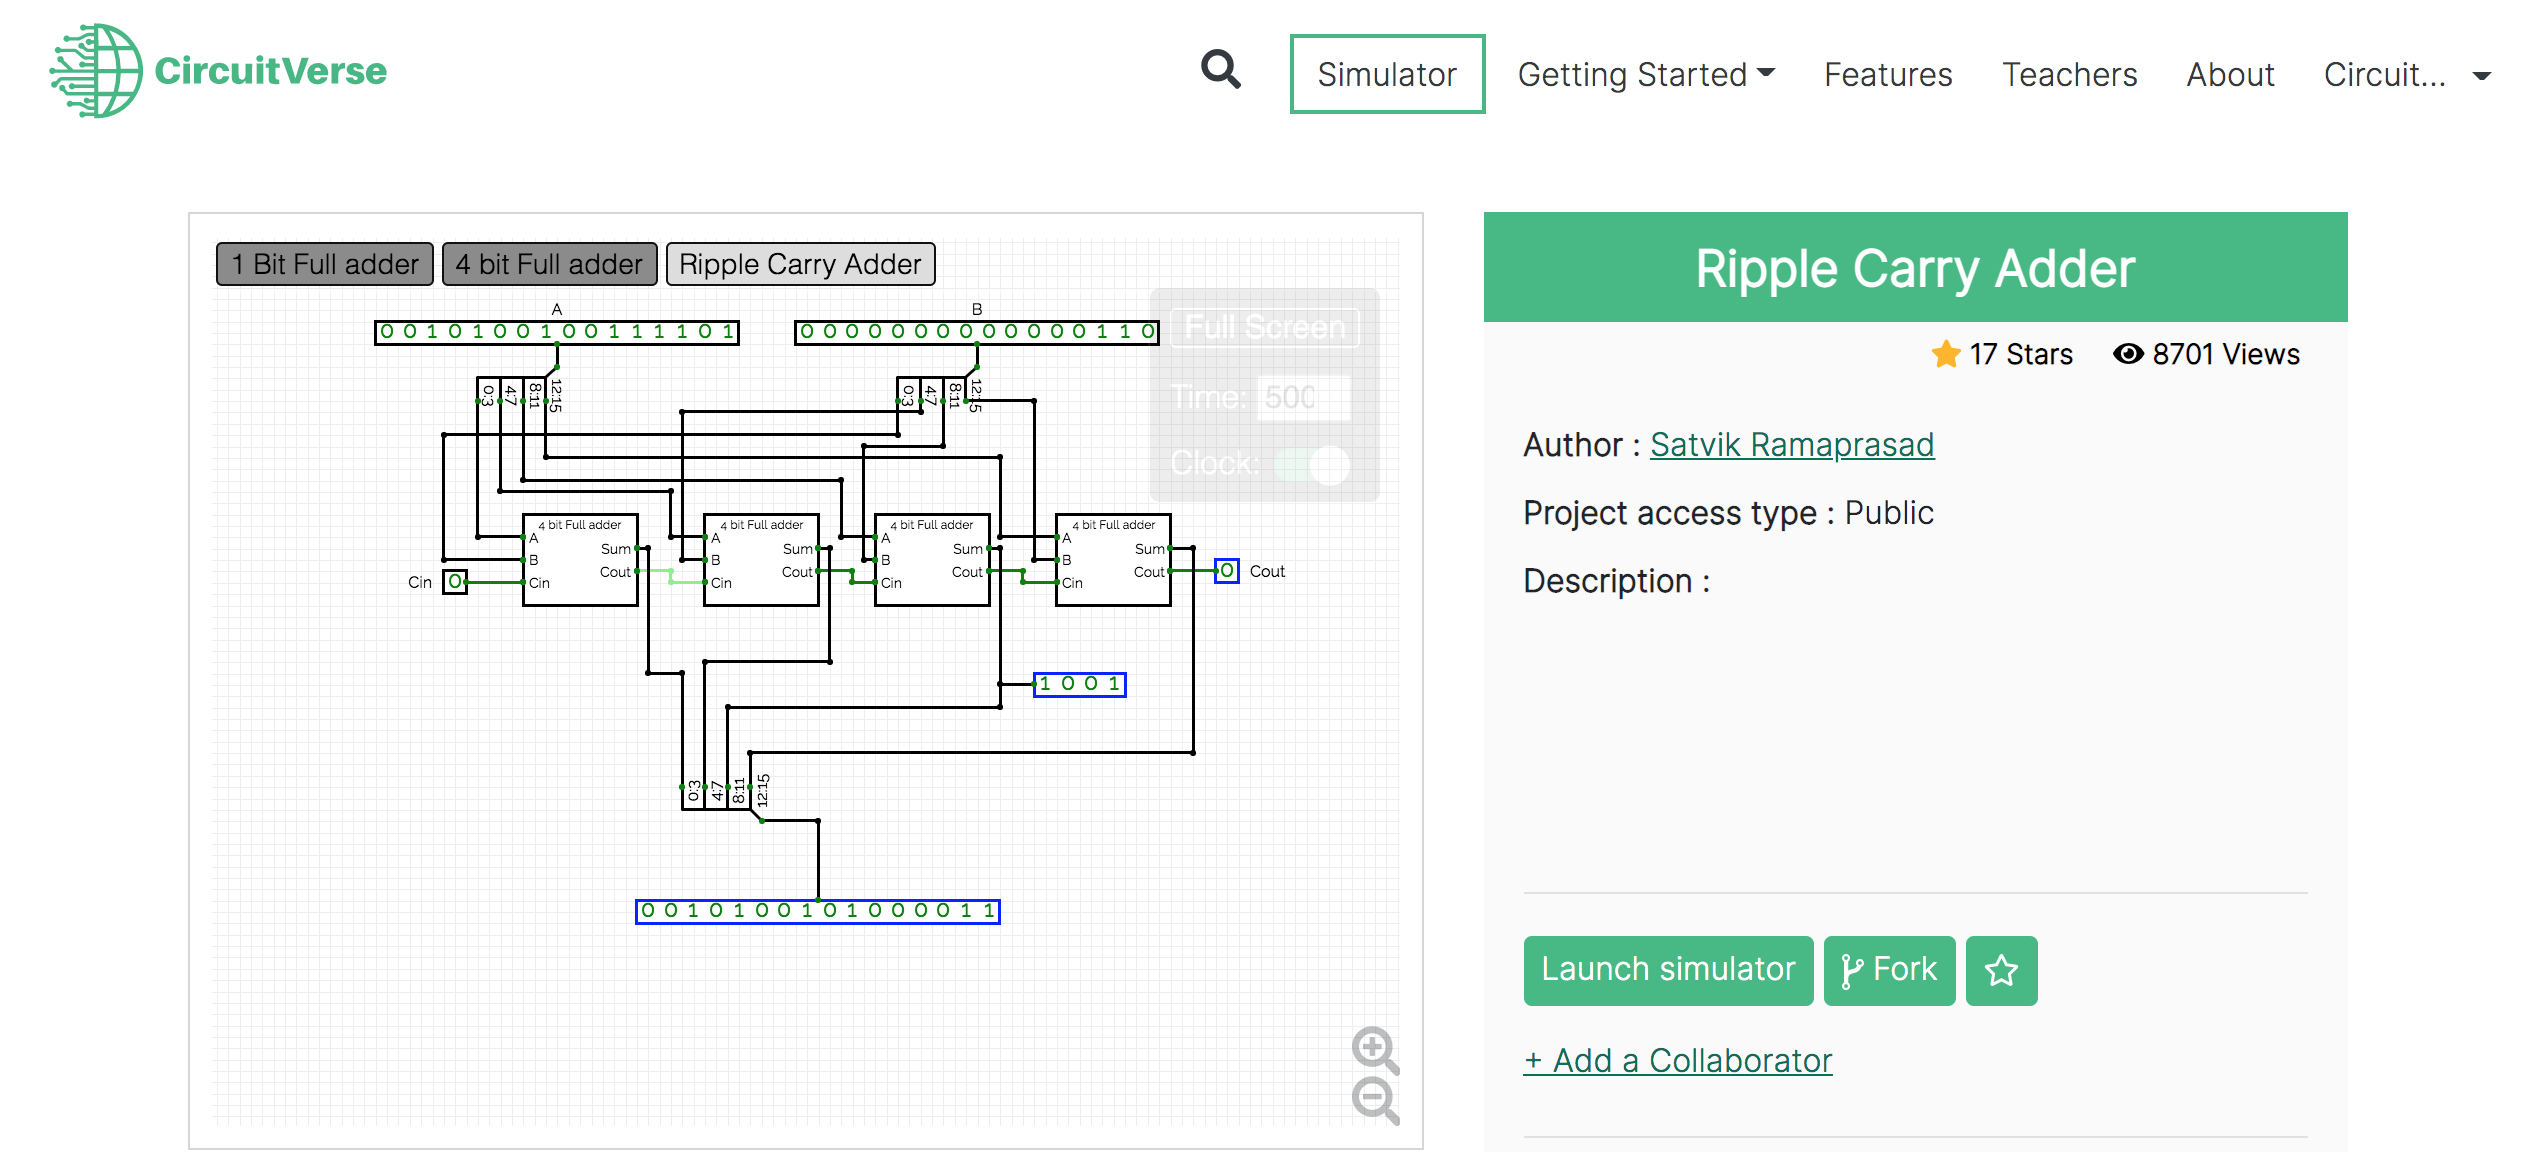 CircuitVerse
Simulator
Getting Started
Features
Teachers
About
Circuit...
1 Bit Full adder
4 bit Full adder
Ripple Carry Adder
A
0 0 1 0 1 0 0 1 0 0 1 1 1 1 0 1
B
0 0 0 0 0 0 0 0 0 0 0 0 0 1 1 0
Full Screen
Time: 500
Clock:
0:3 4:7 8:11 12:15
0:3 4:7 8:11 12:15
4 bit Full adder
A
B
Cin
Sum
Cout
4 bit Full adder
A
B
Cin
Sum
Cout
4 bit Full adder
A
B
Cin
Sum
Cout
4 bit Full adder
A
B
Cin
Sum
Cout
Cin 0
0 Cout
1 0 0 1
0:3 4:7 8:11 12:15
0 0 1 0 1 0 0 1 0 1 0 0 0 0 1 1
Ripple Carry Adder
17 Stars
8701 Views
Author : Satvik Ramaprasad
Project access type : Public
Description :
Launch simulator
Fork
+ Add a Collaborator